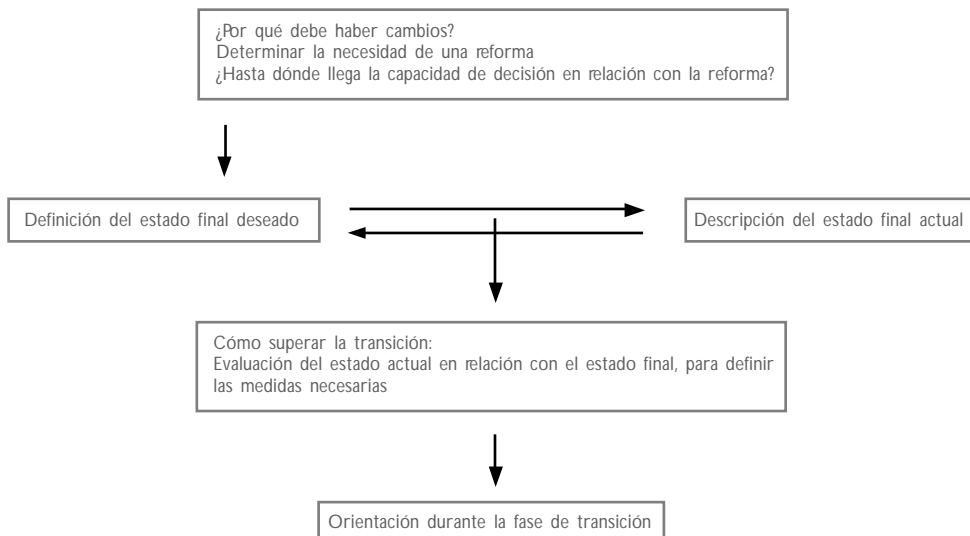 ¿Por qué debe haber cambios?
Determinar la necesidad de una reforma
¿Hasta dónde llega la capacidad de decisión en relación con la reforma?
Definición del estado final deseado
Descripción del estado final actual
Cómo superar la transición:
Evaluación del estado actual en relación con el estado final, para definir
las medidas necesarias
Orientación durante la fase de transición